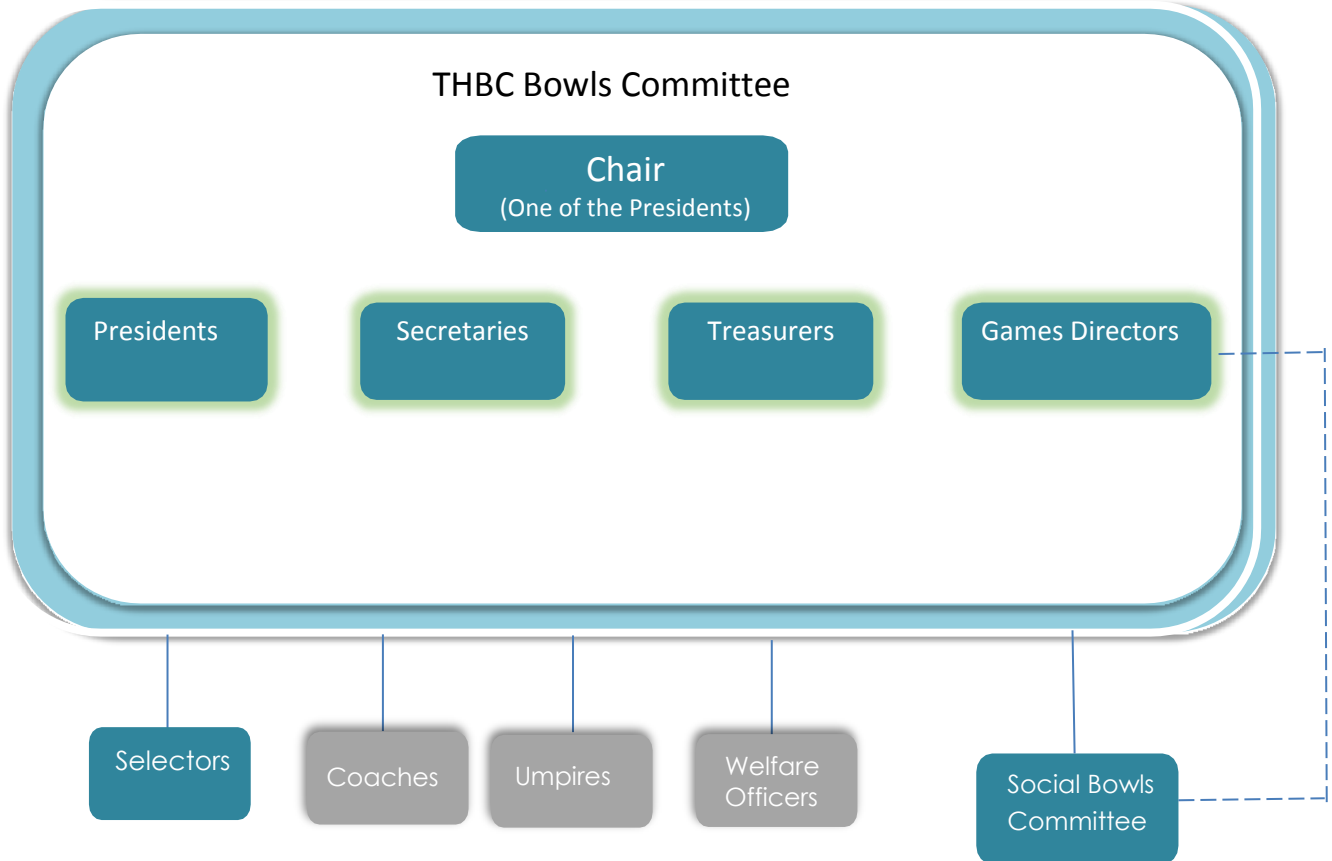 THBC Bowls Committee
Chair
(One of the Presidents)
Presidents
Secretaries
Treasurers
Games Directors
Selectors
Coaches
Umpires
Welfare
Officers
Social Bowls
Committee